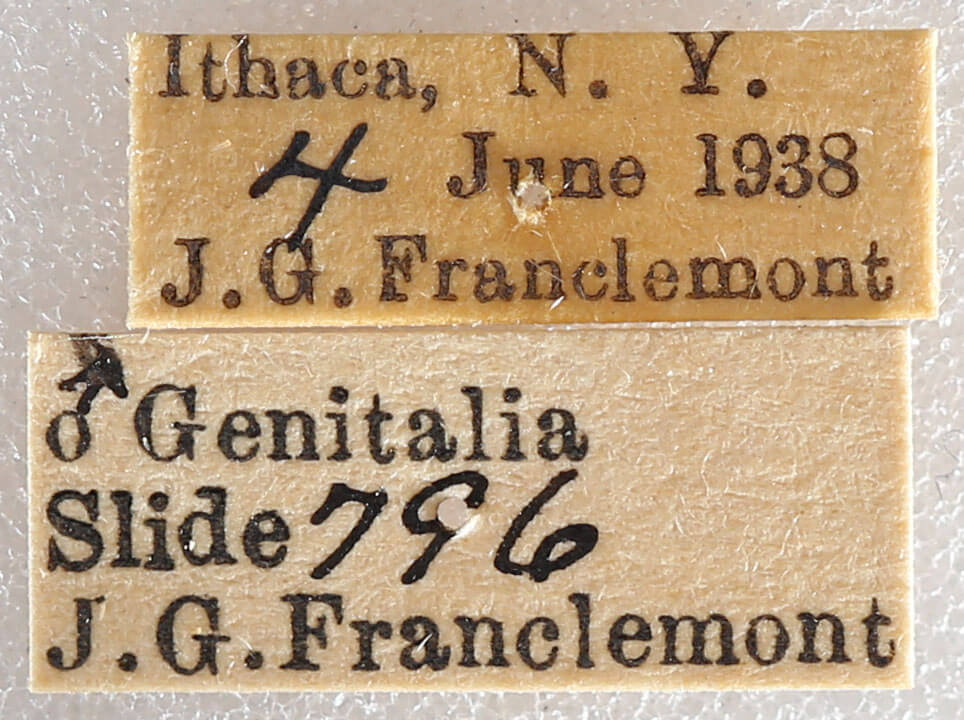 Ithaca, N. Y.
4 June 1938
J. G. Franclemont
♂ Genitalia
Slide 796
J. G. Franclemont